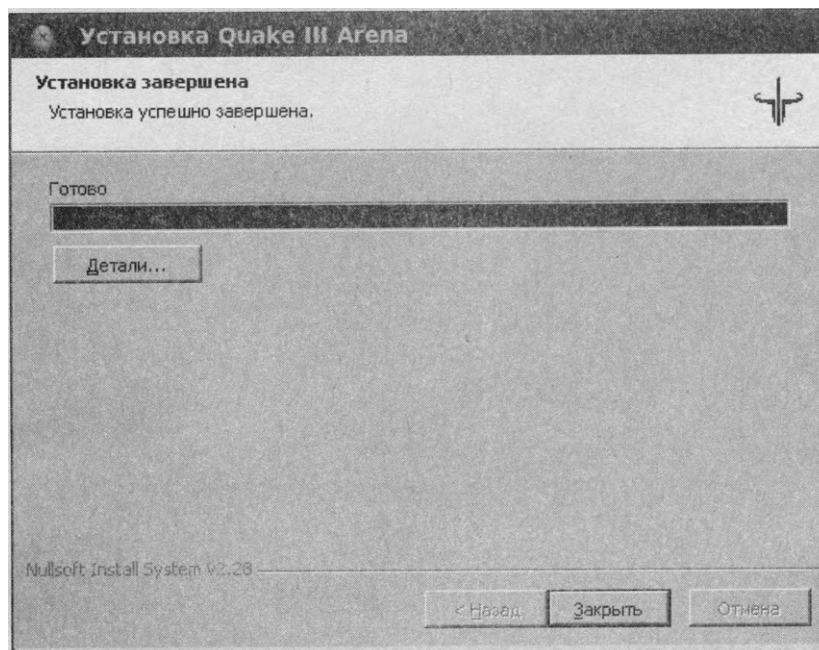 Установка Quake III Arena
Установка завершена
Установка успешно завершена.
Готово
Детали...
Nullsoft Install System v2.28
< Назад
Закрыть
Отмена